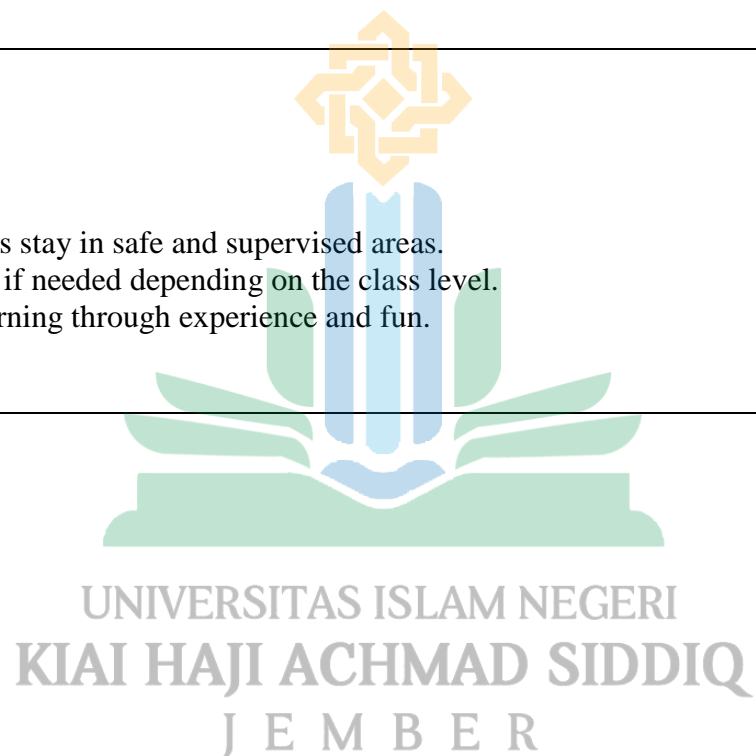 s stay in safe and supervised areas.
if needed depending on the class level.
rning through experience and fun.
UNIVERSITAS ISLAM NEGERI
KIAI HAJI ACHMAD SIDDIQ
J E M B E R